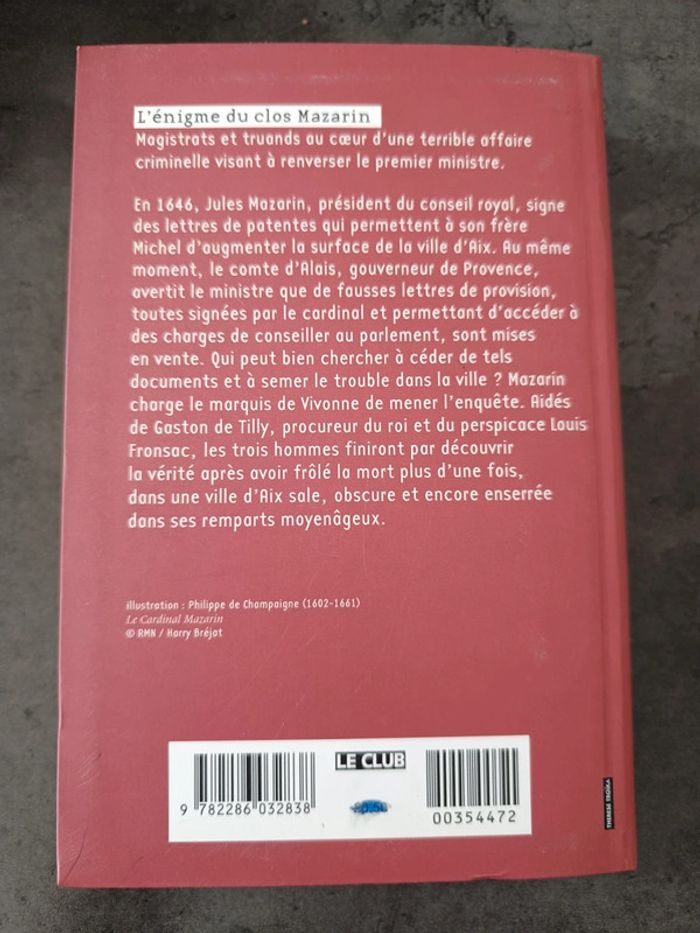 L'énigme du clos Mazarin
Magistrats et truands au cœur d'une terrible affaire
criminelle visant à renverser le premier ministre.
En 1646, Jules Mazarin, président du conseil royal, signe
des lettres de patentes qui permettent à son frère
Michel d'augmenter la surface de la ville d'Aix. Au même
moment, le comte d'Alais, gouverneur de Provence,
avertit le ministre que de fausses lettres de provision,
toutes signées par le cardinal et permettant d'accéder à
des charges de conseiller au parlement, sont mises
en vente. Qui peut bien chercher à céder de tels
documents et à semer le trouble dans la ville ? Mazarin
charge le marquis de Vivonne de mener l'enquête. Aidés
de Gaston de Tilly, procureur du roi et du perspicace Louis
Fronsac, les trois hommes finiront par découvrir
la vérité après avoir frôlé la mort plus d'une fois,
dans une ville d'Aix sale, obscure et encore enserrée
dans ses remparts moyenâgeux.
illustration : Philippe de Champaigne (1602-1661)
Le Cardinal Mazarin
© RMN / Harry Bréjat
LE CLUB
9 782286 032838
00354472
THERESE TROÏKA